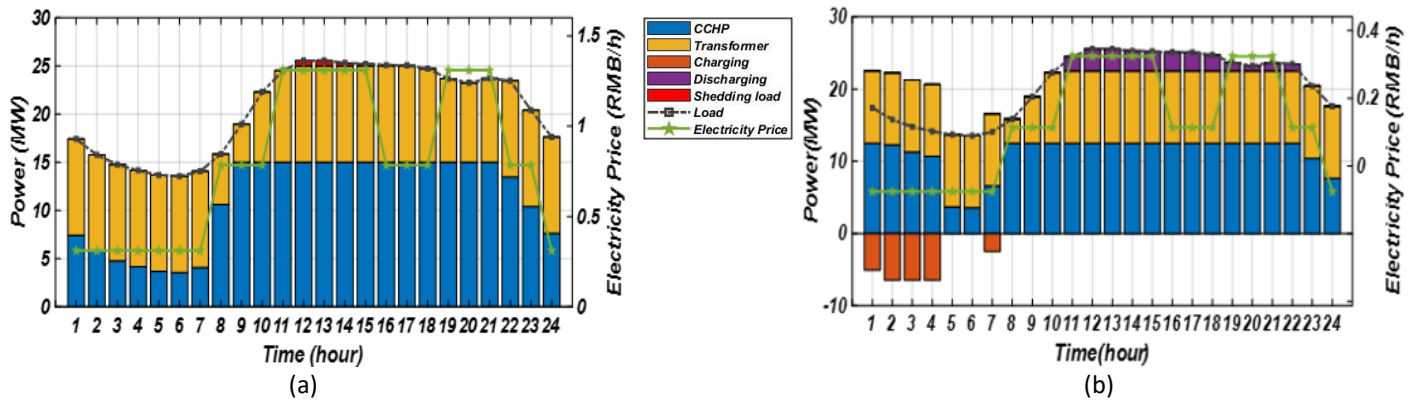 30
25
20
15
10
5
0
Power (MW)
1 2 3 4 5 6 7 8 9 10 11 12 13 14 15 16 17 18 19 20 21 22 23 24
Time (hour)
1.5
1
0.5
0
Electricity Price (RMB/h)
(a)
CCHP
Transformer
Charging
Discharging
Shedding load
Load
Electricity Price
30
20
10
0
-10
Power(MW)
1 2 3 4 5 6 7 8 9 10 11 12 13 14 15 16 17 18 19 20 21 22 23 24
Time(hour)
0.4
0.2
0
Electricity Price (RMB/h)
(b)